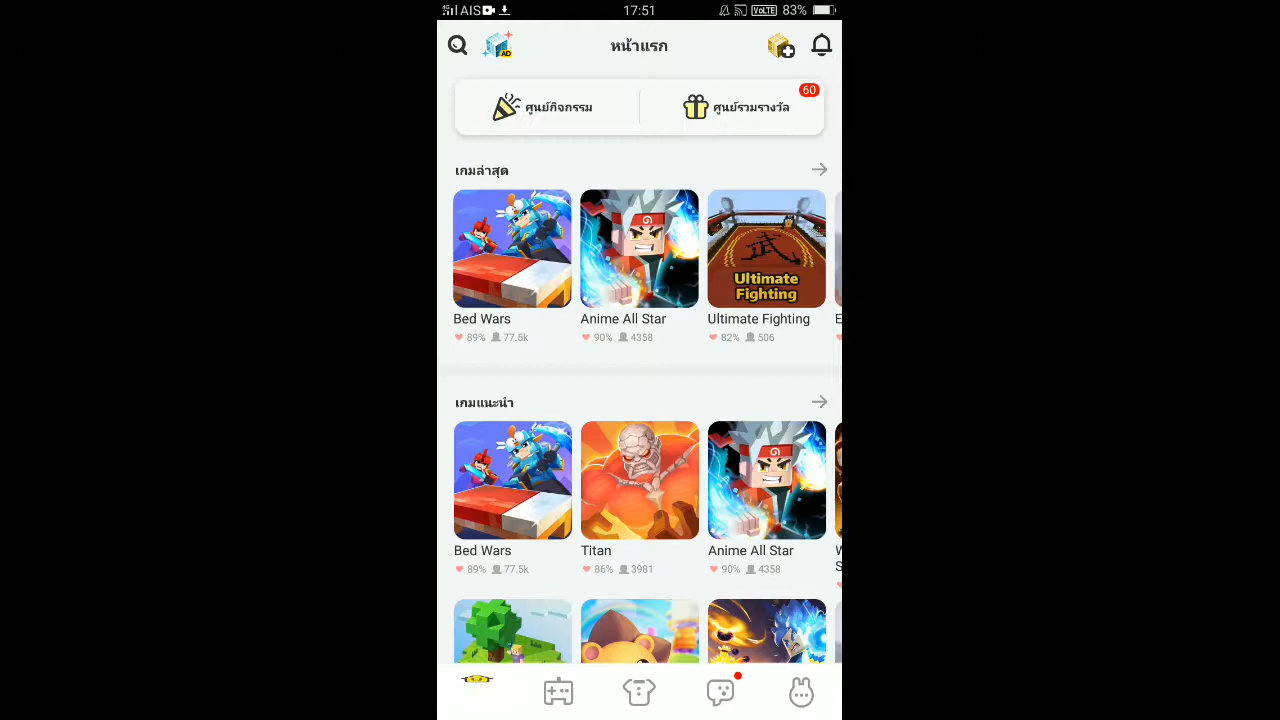 4G AIS 17:51 VoLTE 83%
AD หน้าแรก
ศูนย์กิจกรรม ศูนย์รวมรางวัล 60
เกมล่าสุด
武
Ultimate
Fighting
Bed Wars Anime All Star Ultimate Fighting E
89% 77.5k 90% 4358 82% 506
เกมแนะนำ
Bed Wars Titan Anime All Star W
S
89% 77.5k 86% 3981 90% 4358